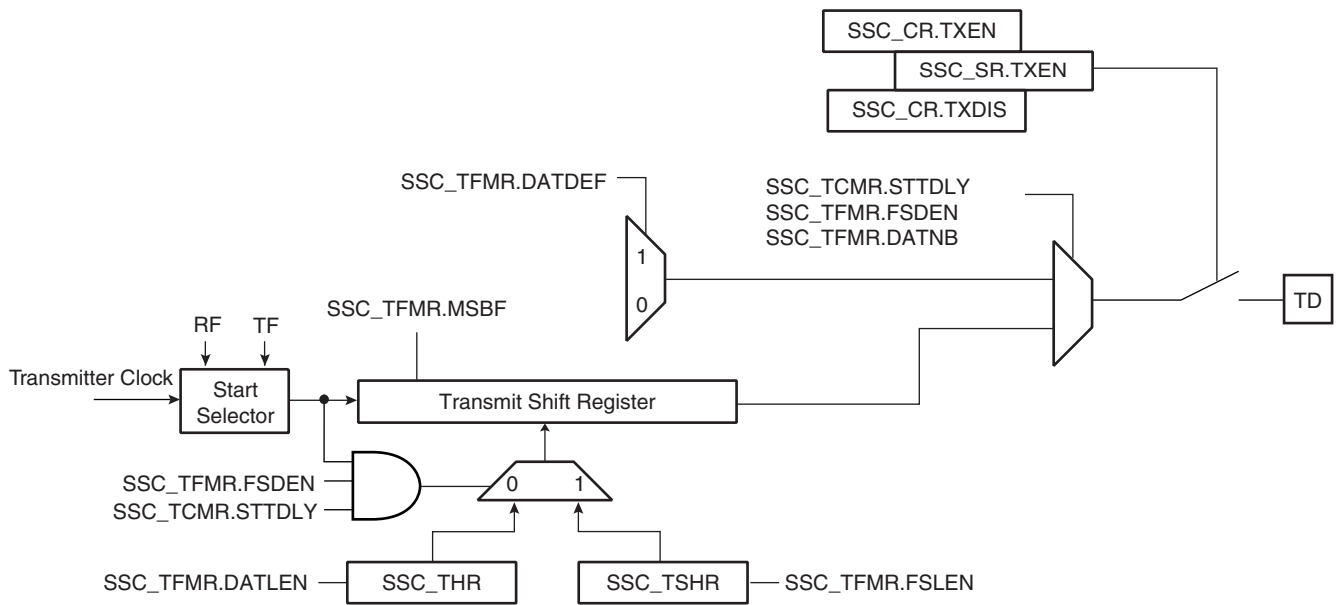 SSC_CR.TXEN
SSC_SR.TXEN
SSC_CR.TXDIS
SSC_TFMR.DATDEF
SSC_TCMR.STTDLY
SSC_TFMR.FSDEN
SSC_TFMR.DATNB
1
0
TD
SSC_TFMR.MSBF
RF TF
Transmitter Clock
Start
Selector
Transmit Shift Register
SSC_TFMR.FSDEN
SSC_TCMR.STTDLY
0 1
SSC_TFMR.DATLEN
SSC_THR
SSC_TSHR
SSC_TFMR.FSLEN